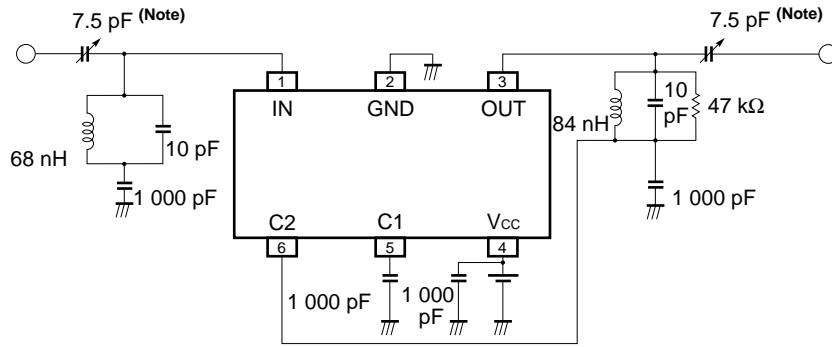 7.5 pF (Note)
7.5 pF (Note)
1
2
3
IN
GND
OUT
68 nH
10 pF
1 000 pF
84 nH
10
pF
47 kΩ
1 000 pF
C2
C1
VCC
6
5
4
1 000 pF
1 000
pF